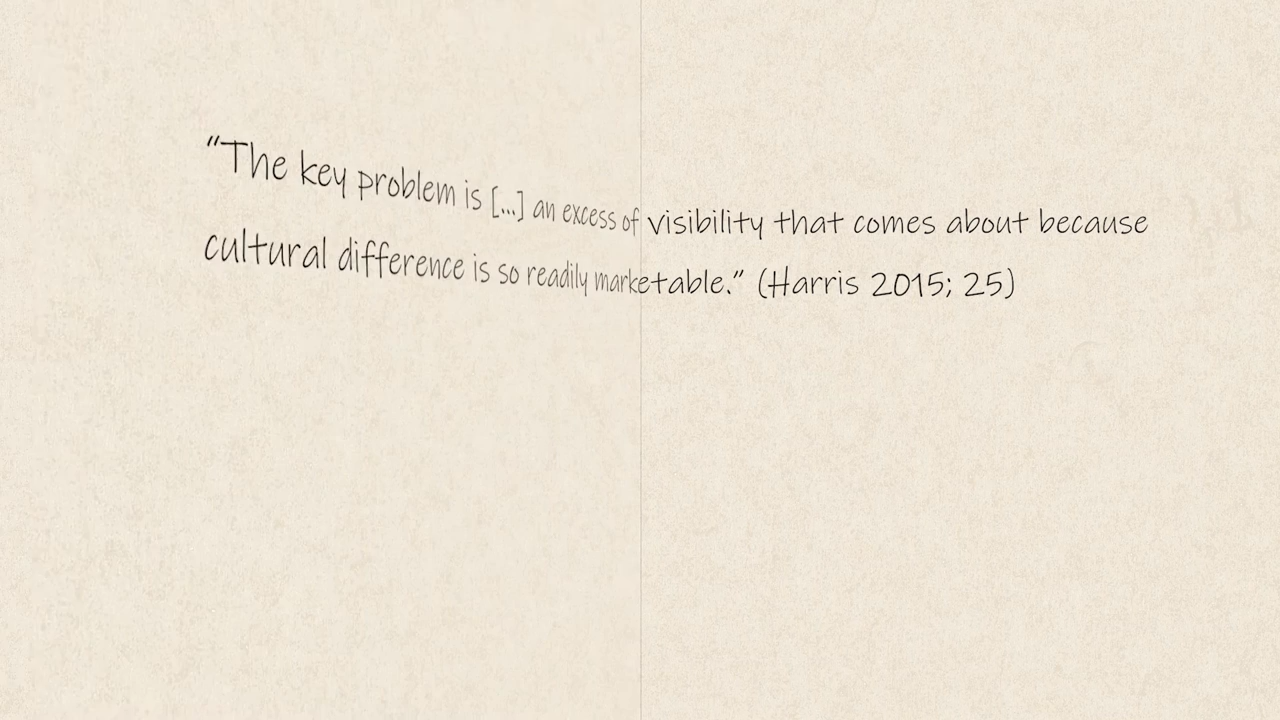 “The key problem is [...] an excess of visibility that comes about because
cultural difference is so readily marketable.” (Harris 2015; 25)